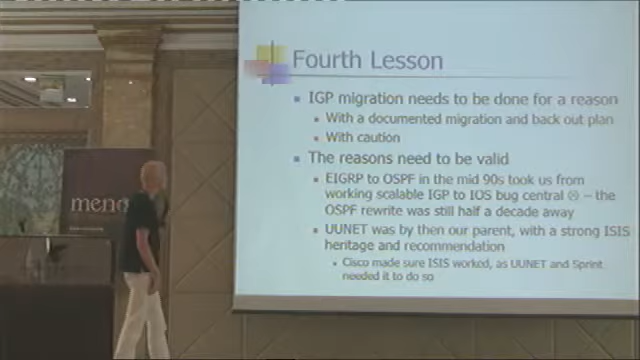 Fourth Lesson
IGP migration needs to be done for a reason
With a documented migration and back out plan
With caution
The reasons need to be valid
EIGRP to OSPF in the mid 90s took us from
working scalable IGP to IOS bug central ☹ – the
OSPF rewrite was still half a decade away
UUNET was by then our parent, with a strong ISIS
heritage and recommendation
Cisco made sure ISIS worked, as UUNET and Sprint
needed it to do so
meno